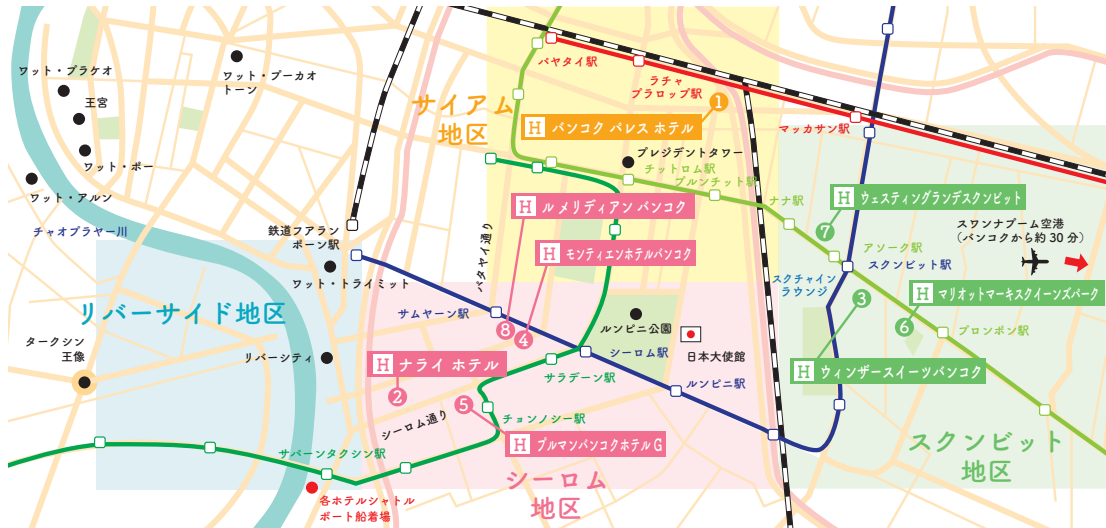 ワット・プラケオ
王宮
ワット・ポー
ワット・アルン
チャオプラヤー川
ワット・プーカオ
トーン
サイアム
地区
パヤタイ駅
ラチャ
プラロップ駅
1
H バンコク パレス ホテル
マッカサン駅
プレジデントタワー
チットロム駅
プルンチット駅
ナナ駅
H ル メリディアン バンコク
H ウェスティングランデスクンビット
7
スワンナプーム空港
(バンコクから約 30 分)
鉄道フアランポーン駅
ワット・トライミット
パタヤイ通り
H モンティエンホテルバンコク
アソーク駅
スクンビット駅
スクチャイン
ラウンジ
3
H マリオットマーキスクイーンズパーク
6
プロンポン駅
リバーサイド地区
サムヤーン駅
8
4
ルンピニ公園
日本大使館
タークシン
王像
リバーシティ
H ナライ ホテル
2
シーロム駅
サラデーン駅
ルンピニ駅
H ウィンザースイーツバンコク
シーロム通り
5
チョンノシー駅
H プルマンバンコクホテル G
サパーンタクシン駅
シーロム
地区
スクンビット
地区
各ホテルシャトル
ボート船着場